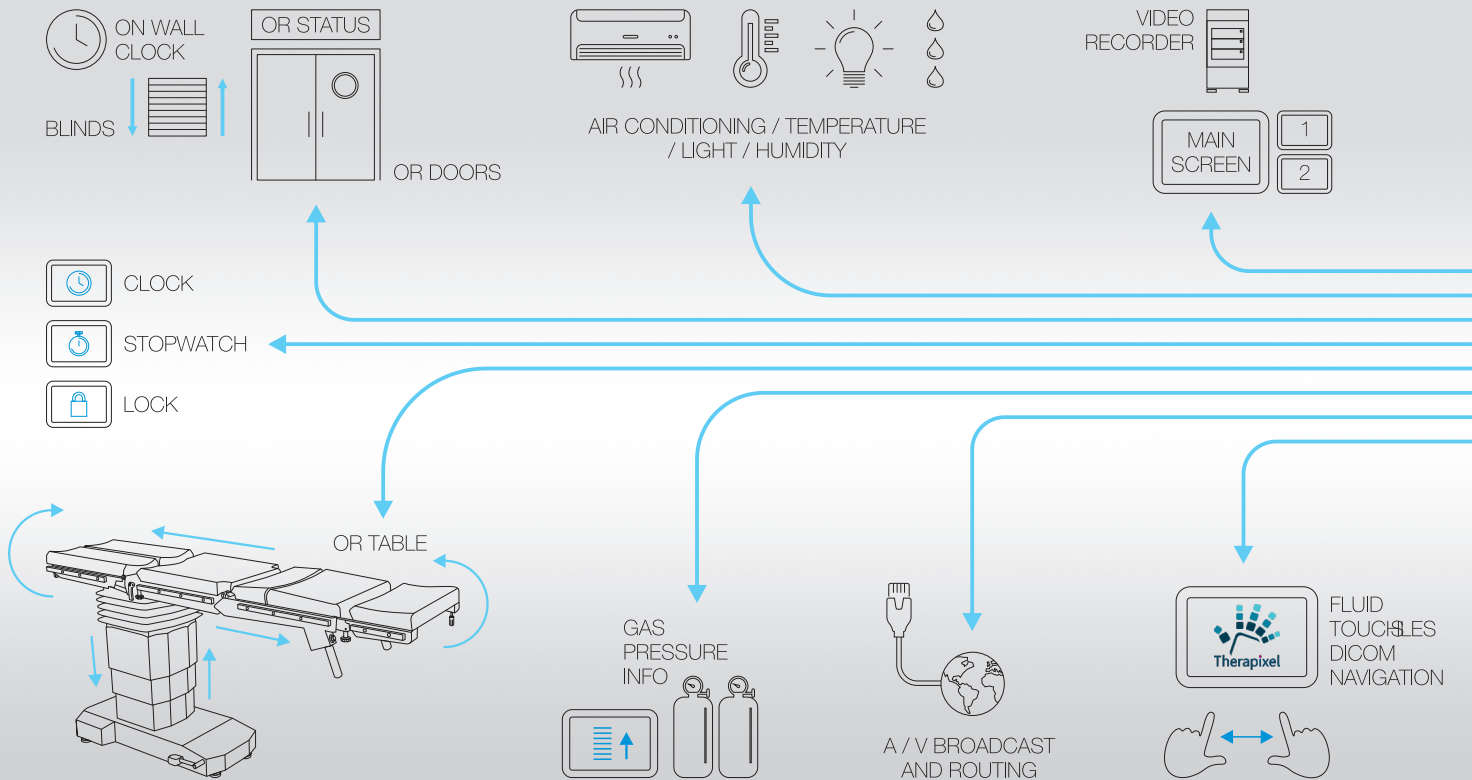 ON WALL
CLOCK
BLINDS
OR STATUS
OR DOORS
AIR CONDITIONING / TEMPERATURE
/ LIGHT / HUMIDITY
VIDEO
RECORDER
MAIN
SCREEN
1
2
CLOCK
STOPWATCH
LOCK
OR TABLE
GAS
PRESSURE
INFO
A / V BROADCAST
AND ROUTING
Therapixel
FLUID
DICOM
NAVIGATION